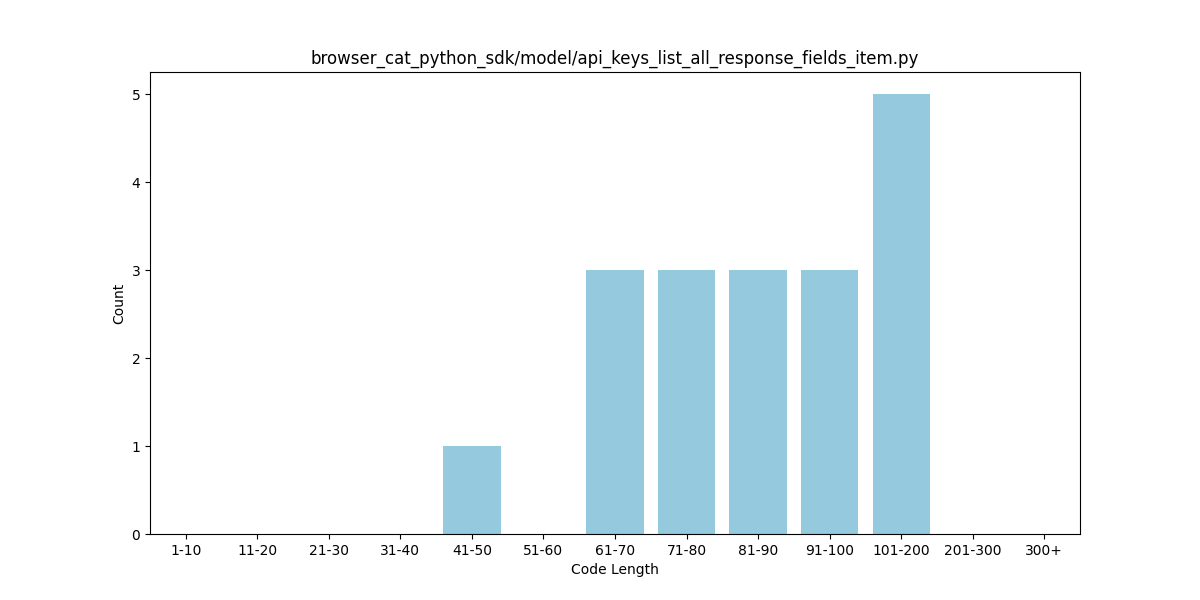 browser_cat_python_sdk/model/api_keys_list_all_response_fields_item.py
5
4
3
2
1
0
Count
1-10 11-20 21-30 31-40 41-50 51-60 61-70 71-80 81-90 91-100 101-200 201-300 300+
Code Length